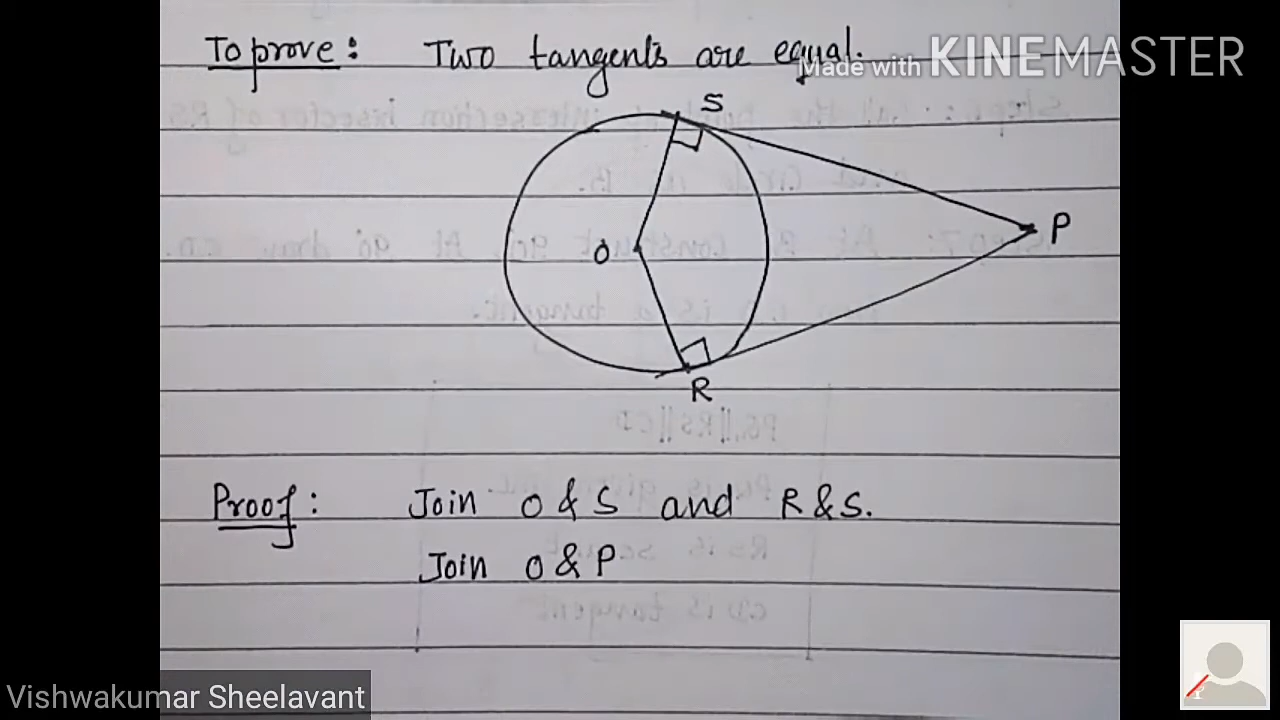 To prove: Two tangents are equal.
Made with KINEMASTER
S
O
P
R
Proof: Join O & S and R & S.
Join O & P
Vishwakumar Sheelavant